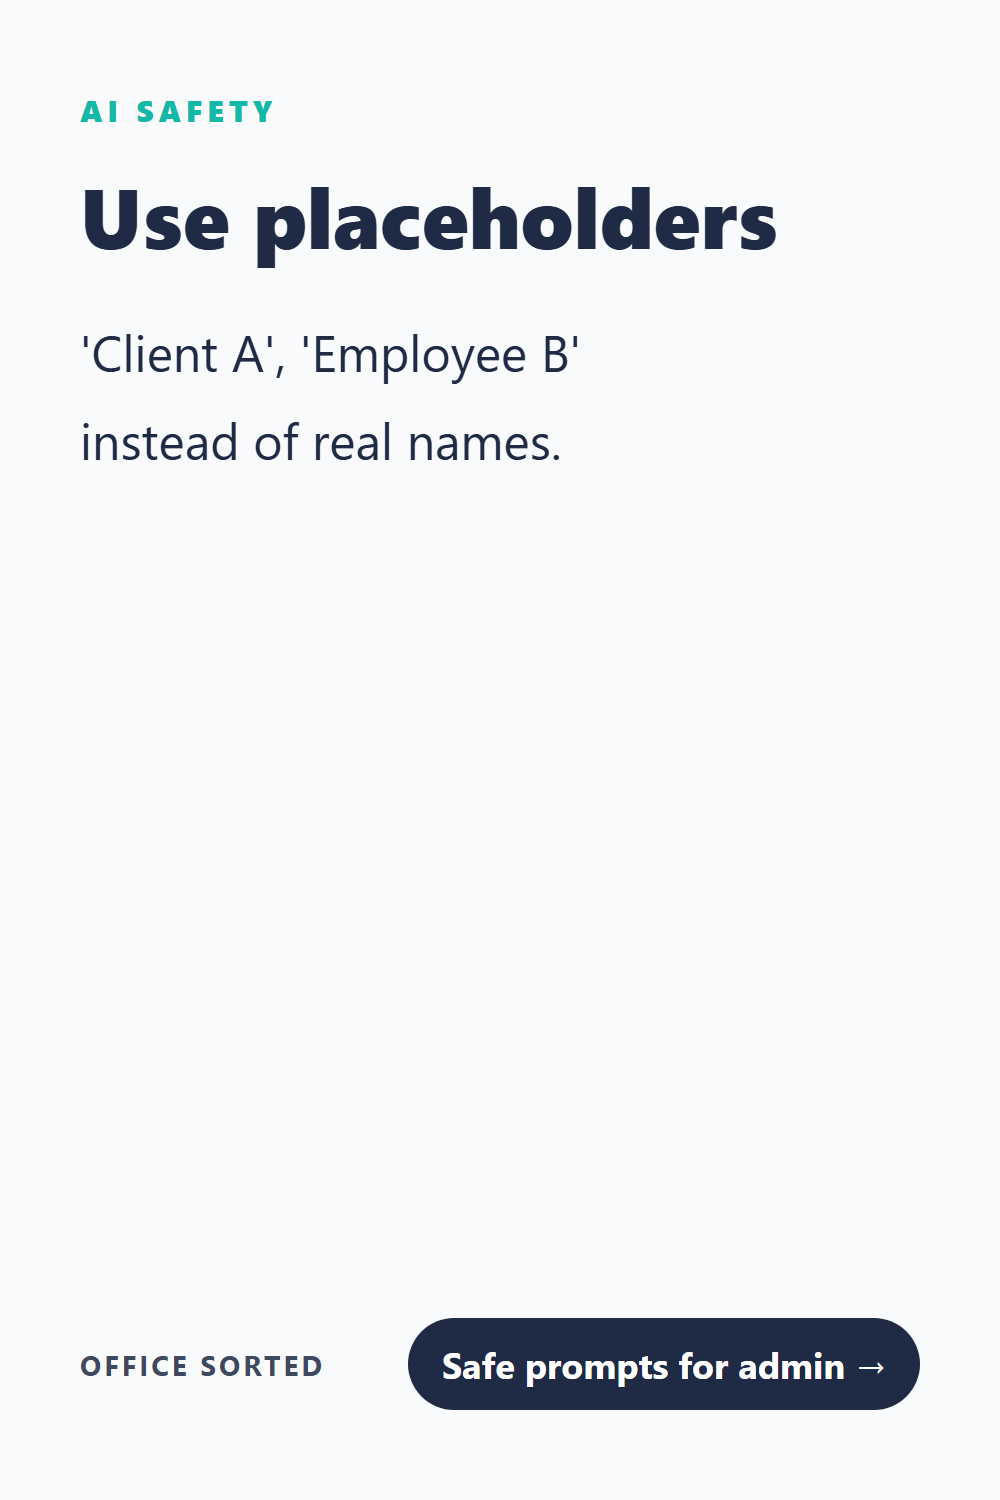 AI SAFETY
Use placeholders
'Client A', 'Employee B'
instead of real names.
OFFICE SORTED
Safe prompts for admin →